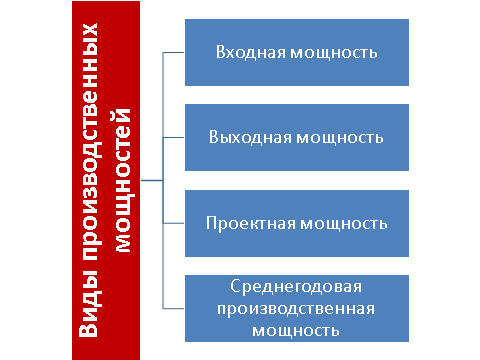 Виды производственных
мощностей
Входная мощность
Выходная мощность
Проектная мощность
Среднегодовая
производственная
мощность